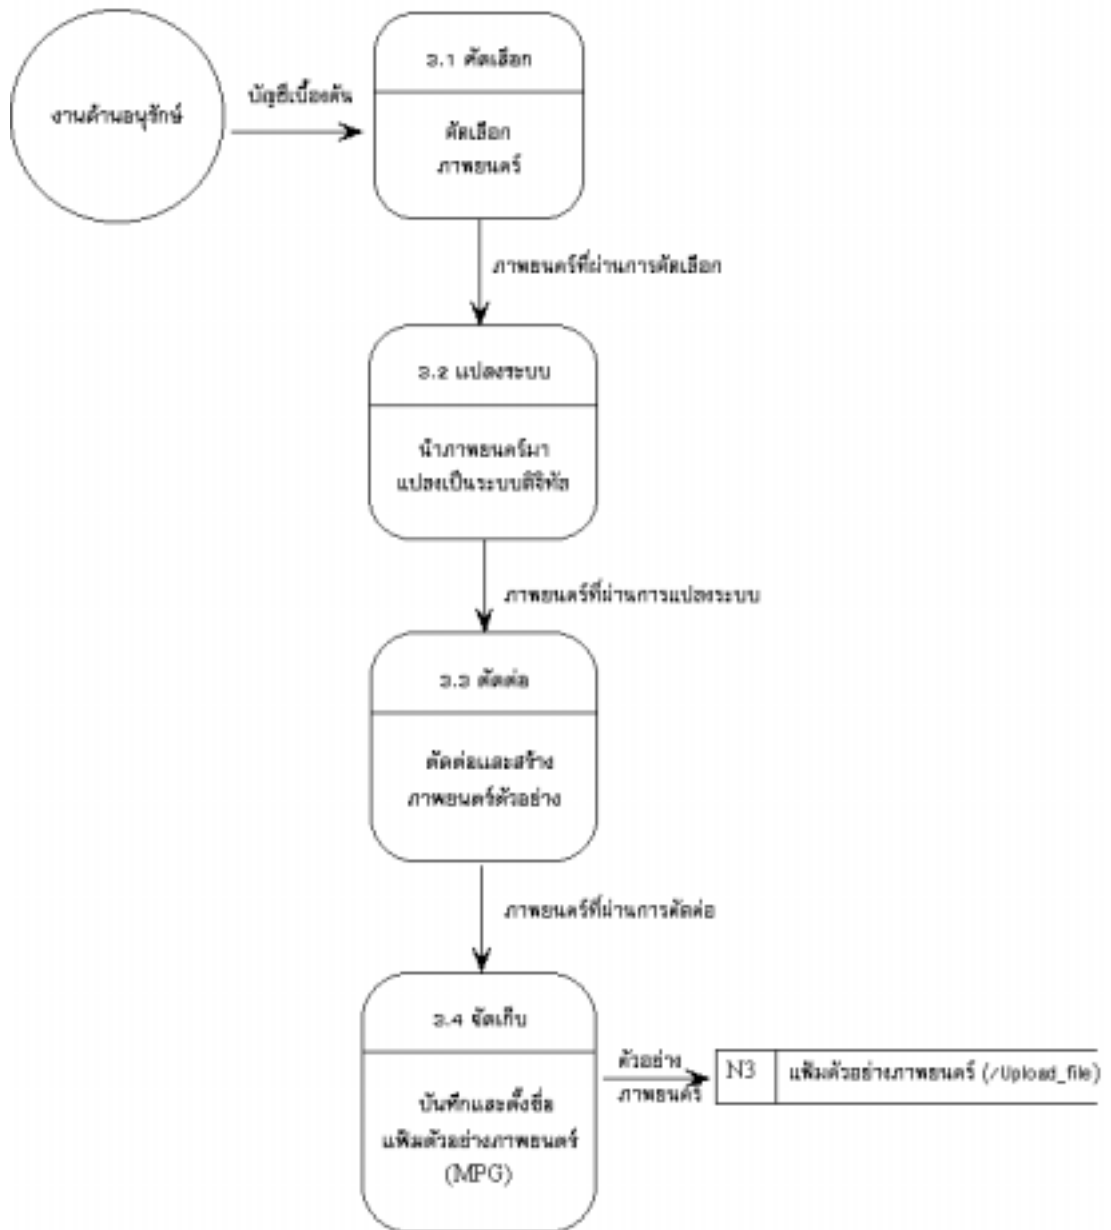 งานด้านอนุรักษ์
บัญชีเบื้องต้น
3.1 คัดเลือก
คัดเลือก
ภาพยนตร์
ภาพยนตร์ที่ผ่านการคัดเลือก
3.2 แปลงระบบ
นำภาพยนตร์มา
แปลงเป็นระบบดิจิทัล
ภาพยนตร์ที่ผ่านการแปลงระบบ
3.3 ตัดต่อ
ตัดต่อและสร้าง
ภาพยนตร์ตัวอย่าง
ภาพยนตร์ที่ผ่านการตัดต่อ
3.4 จัดเก็บ
บันทึกและตั้งชื่อ
แฟ้มตัวอย่างภาพยนตร์
(MPG)
ตัวอย่าง
ภาพยนตร์
N3
แฟ้มตัวอย่างภาพยนตร์ (/Upload_file)